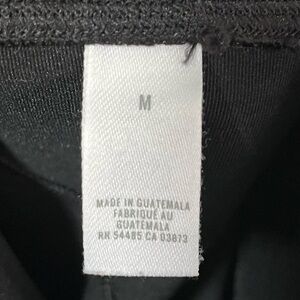 M
MADE IN GUATEMALA
FABRIQUÉ AU
GUATEMALA
RN 54485 CA 03873